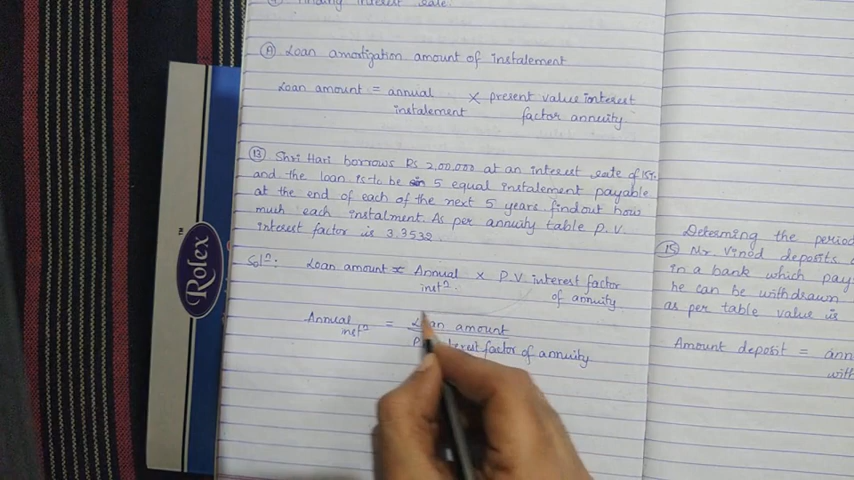 Finding interest rate
A Loan amortization amount of instalement
Loan amount = annual instalement × present value interest factor annuity
13 Shri Hari borrows Rs 2,00,000 at an interest rate of 15%.
and the loan is to be 5 equal instalement payable
at the end of each of the next 5 years. find out how
much each instalment. As per annuity table P.V.
interest factor is 3.3532.
Solⁿ: Loan amount = Annual instⁿ. × P.V. interest factor of annuity
Annual instⁿ = Loan amount
factor of annuity
Determing the period
15 Mr Vinod deposits
in a bank which pay
he can be withdrawn
as per table value is
Amount deposit = ann
with
Rolex